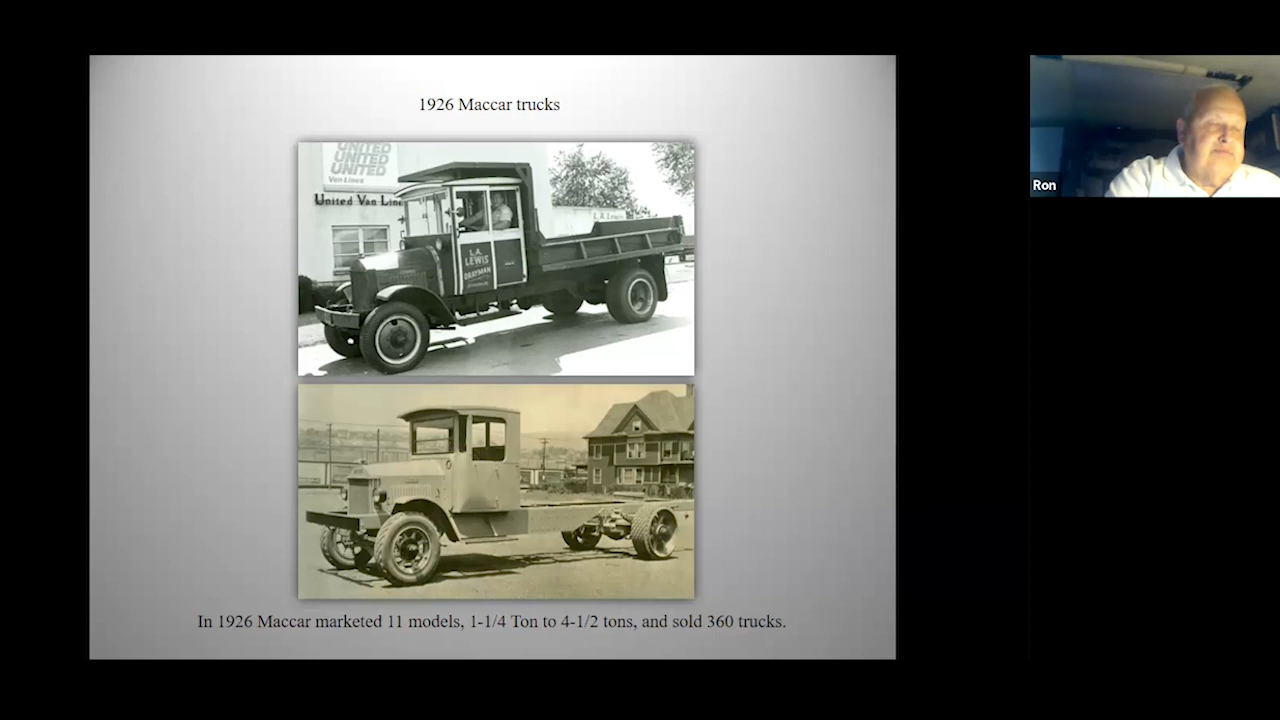 1926 Maccar trucks
UNITED
UNITED
UNITED
Van Lines
United Van Line
L.A. Lewis
L.A.
LEWIS
DRAYMAN
Ron
In 1926 Maccar marketed 11 models, 1-1/4 Ton to 4-1/2 tons, and sold 360 trucks.